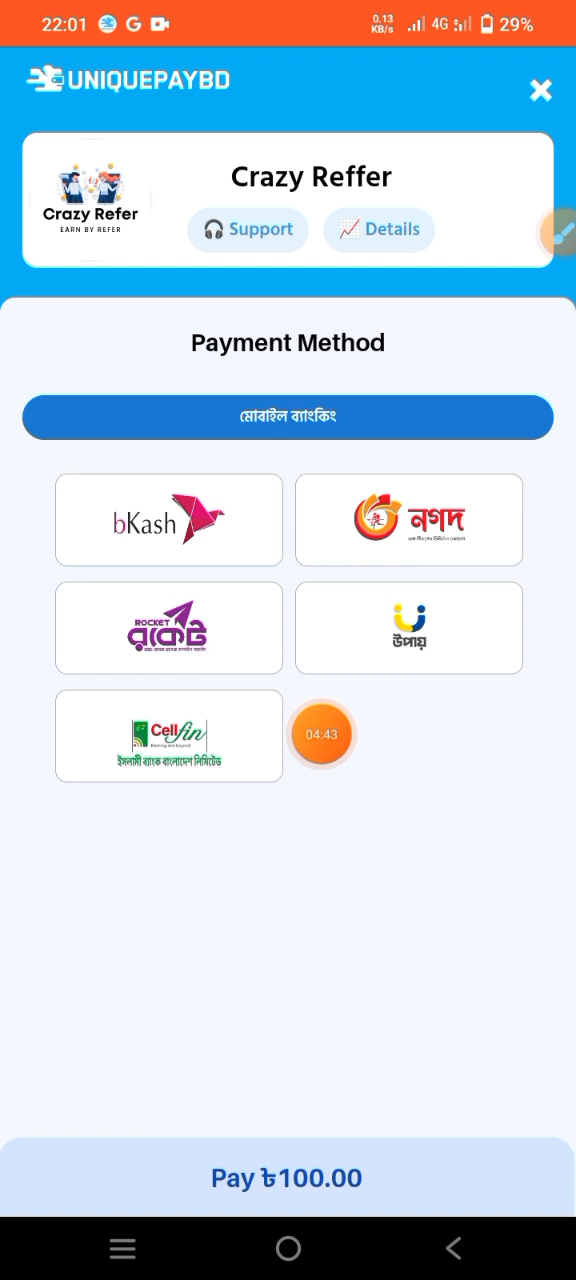 22:01
G
0.13
KB/s
4G
29%
UNIQUEPAYBD
Crazy Refer
EARN BY REFER
Crazy Reffer
Support
Details
Payment Method
মোবাইল ব্যাংকিং
bKash
নগদ
ROCKET
রকেট
উপায়
Cellfin
ইসলামী ব্যাংক বাংলাদেশ লিমিটেড
04:43
Pay ৳100.00